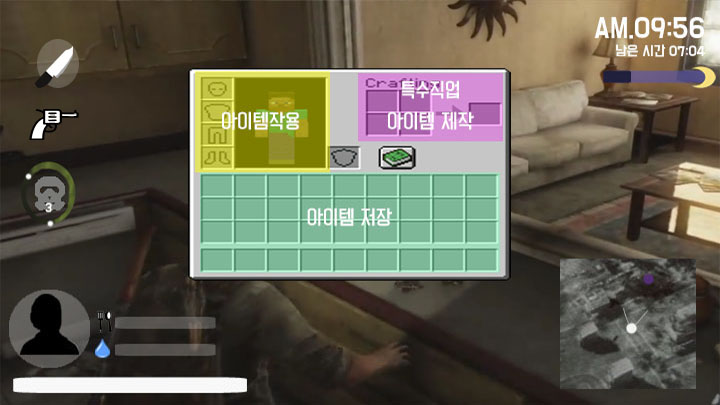 AM.09:56
남은 시간 07:04
Crafting
특수직업
아이템작용
아이템 제작
아이템 저장
3